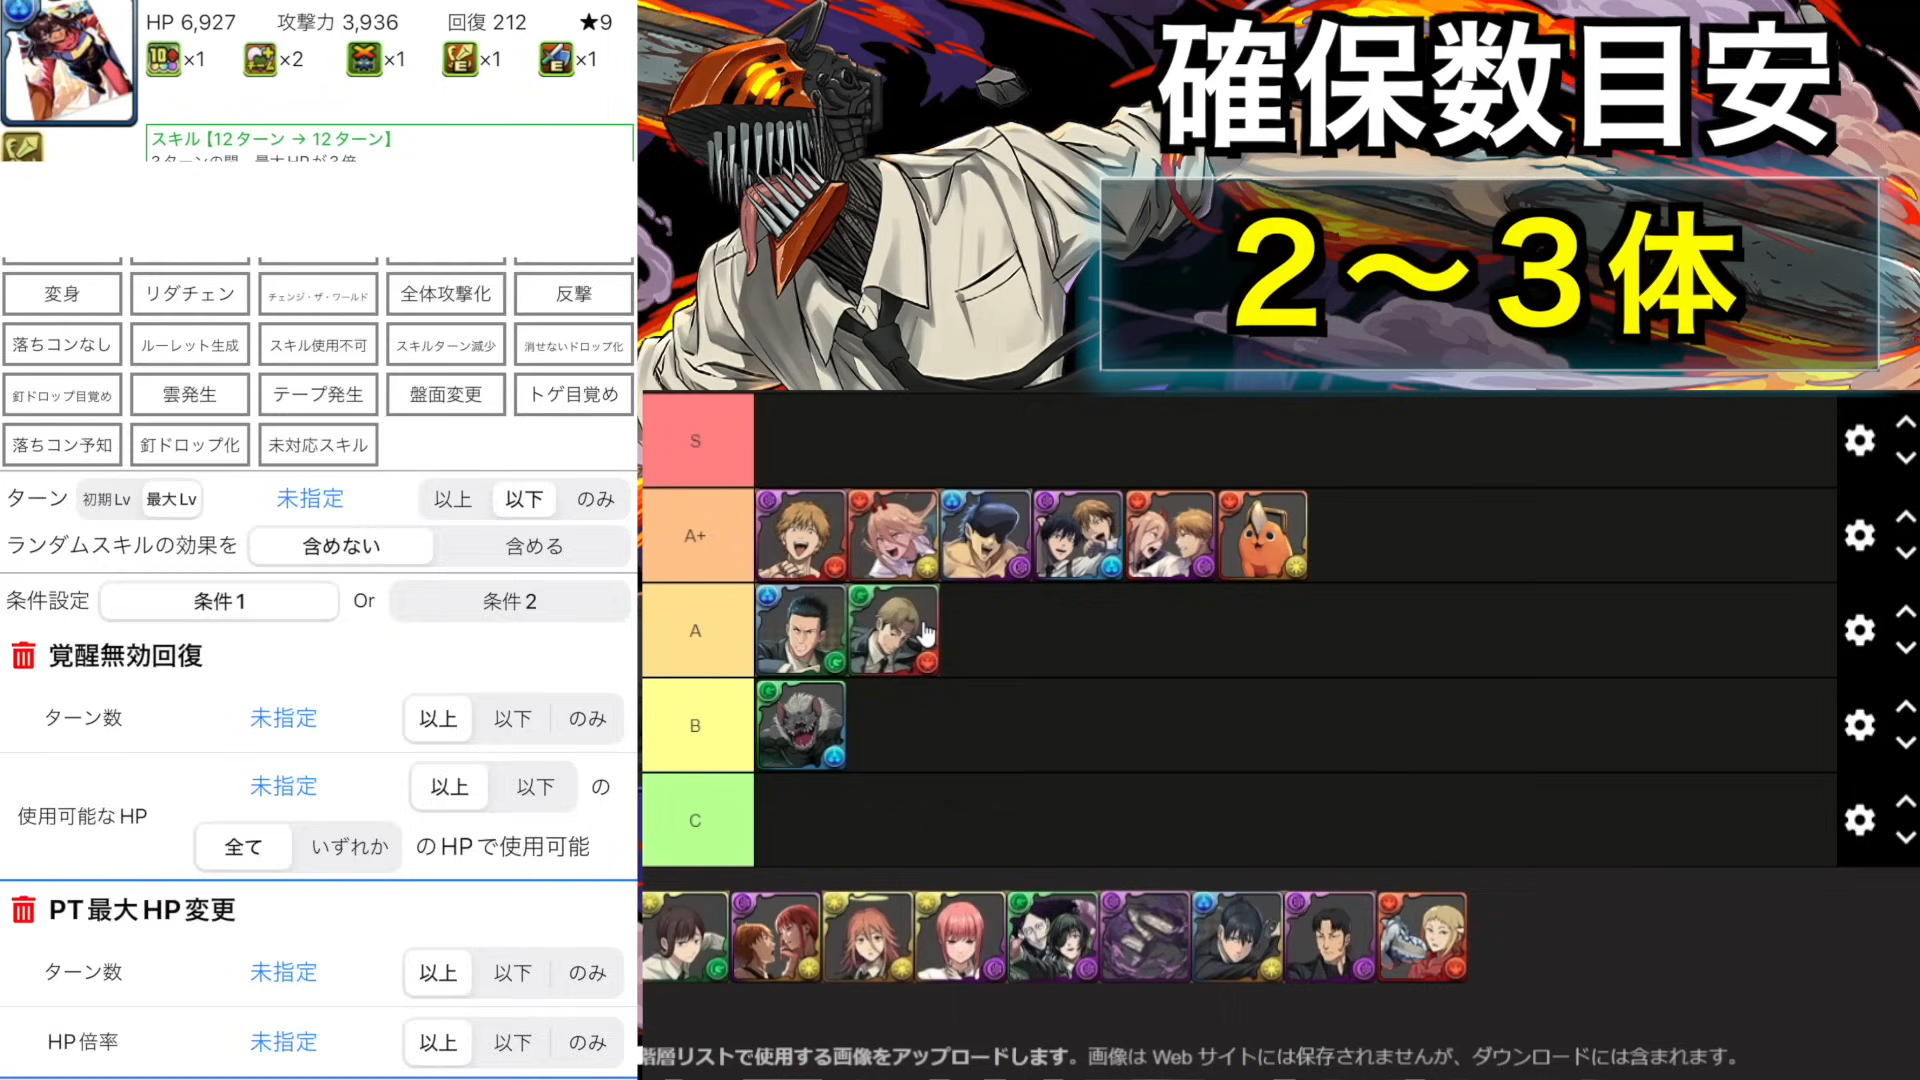 HP 6,927 攻撃力 3,936 回復 212 ★9
×1 ×2 ×1 ×1 ×1
スキル【12ターン → 12ターン】
3ターンの間、最大HPが3倍
変身 リダチェン チェンジ・ザ・ワールド 全体攻撃化 反撃
落ちコンなし ルーレット生成 スキル使用不可 スキルターン減少 消せないドロップ化
釘ドロップ目覚め 雲発生 テープ発生 盤面変更 トゲ目覚め
落ちコン予知 釘ドロップ化 未対応スキル
ターン 初期Lv 最大Lv 未指定 以上 以下 のみ
ランダムスキルの効果を 含めない 含める
条件設定 条件1 Or 条件2
覚醒無効回復
ターン数 未指定 以上 以下 のみ
未指定 以上 以下 の
使用可能なHP
全て いずれか のHPで使用可能
PT最大HP変更
ターン数 未指定 以上 以下 のみ
HP倍率 未指定 以上 以下 のみ
確保数目安
2～3体
S
A+
A
B
C
階層リストで使用する画像をアップロードします。画像は Web サイトには保存されませんが、ダウンロードには含まれます。